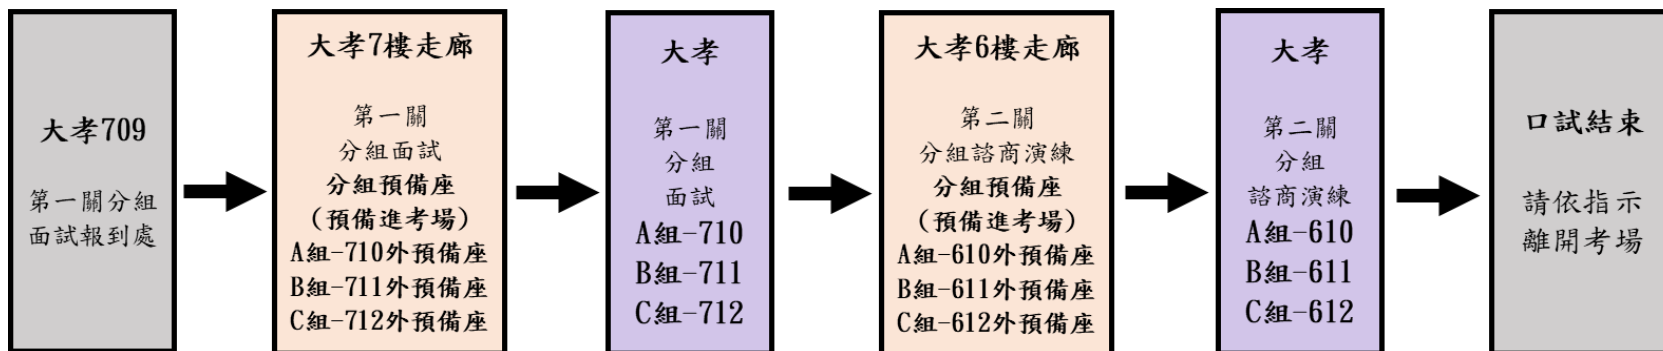 大孝709
第一關分組
面試報到處
大孝7樓走廊
第一關
分組面試
分組預備座
(預備進考場)
A組-710外預備座
B組-711外預備座
C組-712外預備座
大孝
第一關
分組
面試
A組-710
B組-711
C組-712
大孝6樓走廊
第二關
分組諮商演練
分組預備座
(預備進考場)
A組-610外預備座
B組-611外預備座
C組-612外預備座
大孝
第二關
分組
諮商演練
A組-610
B組-611
C組-612
口試結束
請依指示
離開考場